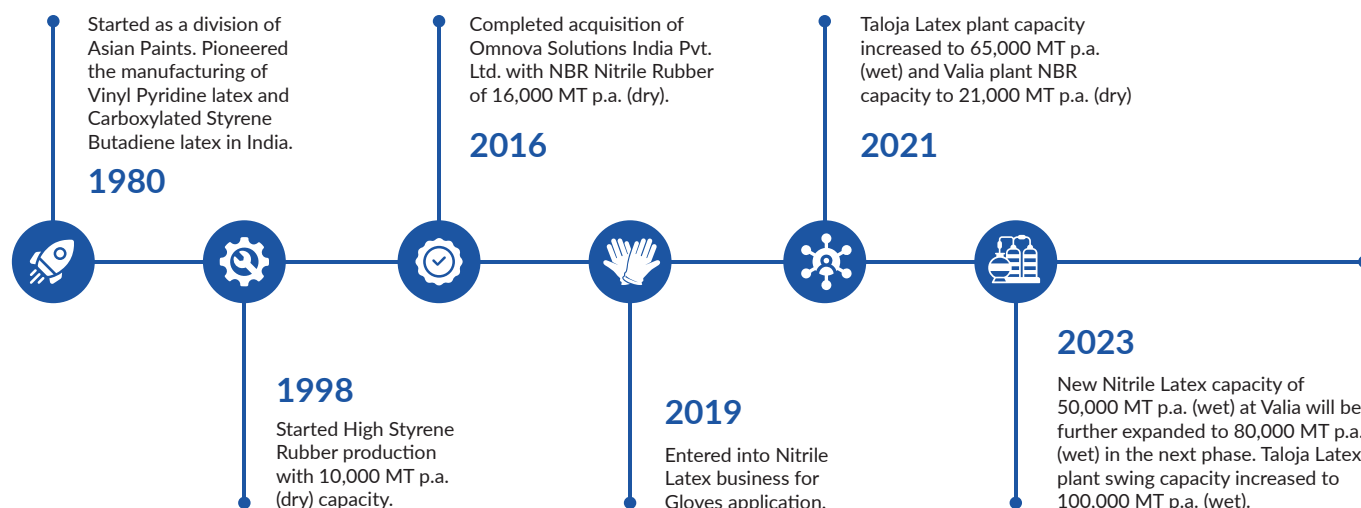 Started as a division of
Asian Paints. Pioneered
the manufacturing of
Vinyl Pyridine latex and
Carboxylated Styrene
Butadiene latex in India.
1980
1998
Started High Styrene
Rubber production
with 10,000 MT p.a.
(dry) capacity.
Completed acquisition of
Omnova Solutions India Pvt.
Ltd. with NBR Nitrile Rubber
of 16,000 MT p.a. (dry).
2016
2019
Entered into Nitrile
Latex business for
Gloves application.
Taloja Latex plant capacity
increased to 65,000 MT p.a.
(wet) and Valia plant NBR
capacity to 21,000 MT p.a. (dry)
2021
2023
New Nitrile Latex capacity of
50,000 MT p.a. (wet) at Valia will be
further expanded to 80,000 MT p.a.
(wet) in the next phase. Taloja Latex
plant swing capacity increased to
100,000 MT p.a. (wet).